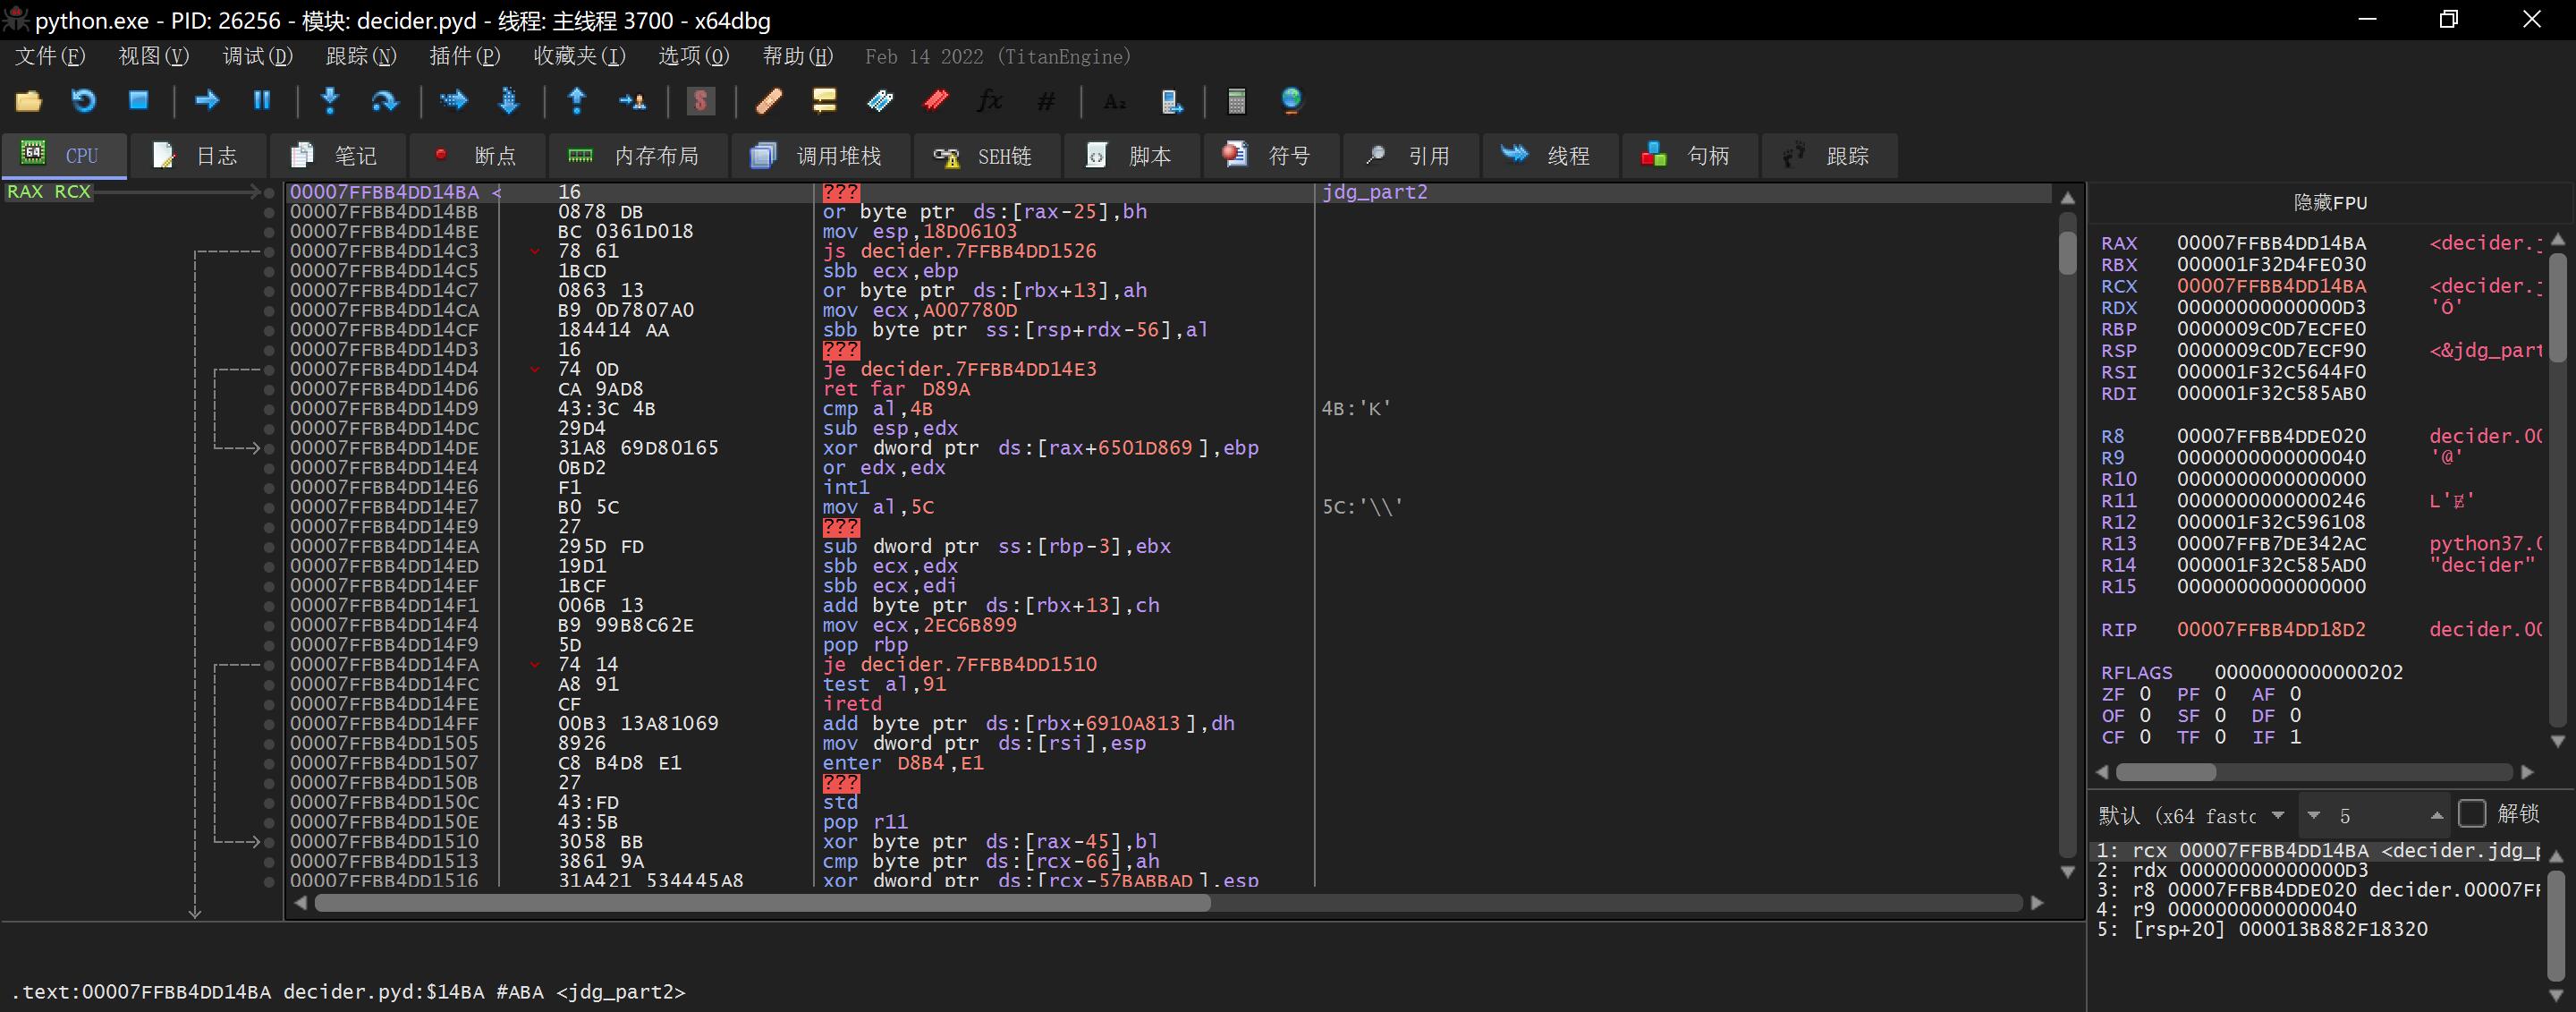 python.exe - PID: 26256 - 模块: decider.pyd - 线程: 主线程 3700 - x64dbg
文件(F) 视图(V) 调试(D) 跟踪(N) 插件(P) 收藏夹(I) 选项(O) 帮助(H) Feb 14 2022 (TitanEngine)
CPU 日志 笔记 断点 内存布局 调用堆栈 SEH链 脚本 符号 引用 线程 句柄 跟踪
RAX RCX 00007FFBB4DD14BA < 16 ??? jdg_part2
00007FFBB4DD14BB 0878 DB or byte ptr ds:[rax-25],bh
00007FFBB4DD14BE BC 0361D018 mov esp,18D06103
00007FFBB4DD14C3 78 61 js decider.7FFBB4DD1526
00007FFBB4DD14C5 1BCD sbb ecx,ebp
00007FFBB4DD14C7 0863 13 or byte ptr ds:[rbx+13],ah
00007FFBB4DD14CA B9 0D7807A0 mov ecx,A007780D
00007FFBB4DD14CF 184414 AA sbb byte ptr ss:[rsp+rdx-56],al
00007FFBB4DD14D3 16 ???
00007FFBB4DD14D4 74 0D je decider.7FFBB4DD14E3
00007FFBB4DD14D6 CA 9AD8 ret far D89A
00007FFBB4DD14D9 43:3C 4B cmp al,4B 4B:'K'
00007FFBB4DD14DC 29D4 sub esp,edx
00007FFBB4DD14DE 31A8 69D80165 xor dword ptr ds:[rax+6501D869],ebp
00007FFBB4DD14E4 0BD2 or edx,edx
00007FFBB4DD14E6 F1 int1
00007FFBB4DD14E7 B0 5C mov al,5C 5C:'\\'
00007FFBB4DD14E9 27 ???
00007FFBB4DD14EA 295D FD sub dword ptr ss:[rbp-3],ebx
00007FFBB4DD14ED 19D1 sbb ecx,edx
00007FFBB4DD14EF 1BCF sbb ecx,edi
00007FFBB4DD14F1 006B 13 add byte ptr ds:[rbx+13],ch
00007FFBB4DD14F4 B9 99B8C62E mov ecx,2EC6B899
00007FFBB4DD14F9 5D pop rbp
00007FFBB4DD14FA 74 14 je decider.7FFBB4DD1510
00007FFBB4DD14FC A8 91 test al,91
00007FFBB4DD14FE CF iretd
00007FFBB4DD14FF 00B3 13A81069 add byte ptr ds:[rbx+6910A813],dh
00007FFBB4DD1505 8926 mov dword ptr ds:[rsi],esp
00007FFBB4DD1507 C8 B4D8 E1 enter D8B4,E1
00007FFBB4DD150B 27 ???
00007FFBB4DD150C 43:FD std
00007FFBB4DD150E 43:5B pop r11
00007FFBB4DD1510 3058 BB xor byte ptr ds:[rax-45],bl
00007FFBB4DD1513 3861 9A cmp byte ptr ds:[rcx-66],ah
00007FFBB4DD1516 31A421 534445A8 xor dword ptr ds:[rcx-57BABBAD],esp
隐藏FPU
RAX 00007FFBB4DD14BA <decider.j
RBX 000001F32D4FE030
RCX 00007FFBB4DD14BA <decider.j
RDX 00000000000000D3 'Ó'
RBP 0000009C0D7ECFE0
RSP 0000009C0D7ECF90 <&jdg_part
RSI 000001F32C5644F0
RDI 000001F32C585AB0
R8 00007FFBB4DDE020 decider.00
R9 0000000000000040 '@'
R10 0000000000000000
R11 0000000000000246 L'Ɇ'
R12 000001F32C596108
R13 00007FFB7DE342AC python37.0
R14 000001F32C585AD0 "decider"
R15 0000000000000000
RIP 00007FFBB4DD18D2 decider.00
RFLAGS 0000000000000202
ZF 0 PF 0 AF 0
OF 0 SF 0 DF 0
CF 0 TF 0 IF 1
默认 (x64 fastc 5 解锁
1: rcx 00007FFBB4DD14BA <decider.jdg_p
2: rdx 00000000000000D3
3: r8 00007FFBB4DDE020 decider.00007FF
4: r9 0000000000000040
5: [rsp+20] 000013B882F18320
.text:00007FFBB4DD14BA decider.pyd:$14BA #ABA <jdg_part2>